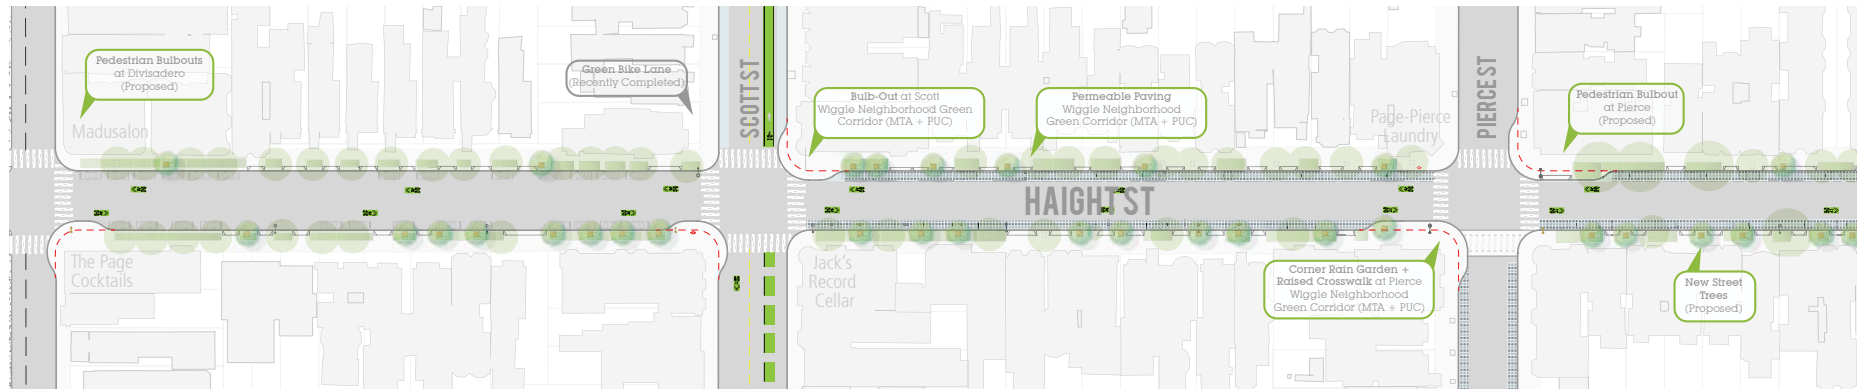 Pedestrian Bulbouts
at Divisadero
(Proposed)
Madusalon
Green Bike Lane
(Recently Completed)
SCOTT ST
Bulb-Out at Scott
Wiggle Neighborhood Green
Corridor (MTA + PUC)
Permeable Paving
Wiggle Neighborhood
Green Corridor (MTA + PUC)
Page-Pierce
Laundry
PIERCE ST
Pedestrian Bulbout
at Pierce
(Proposed)
HAIGHT ST
The Page
Cocktails
Jack's
Record
Cellar
Corner Rain Garden +
Raised Crosswalk at Pierce
Wiggle Neighborhood
Green Corridor (MTA + PUC)
New Street
Trees
(Proposed)